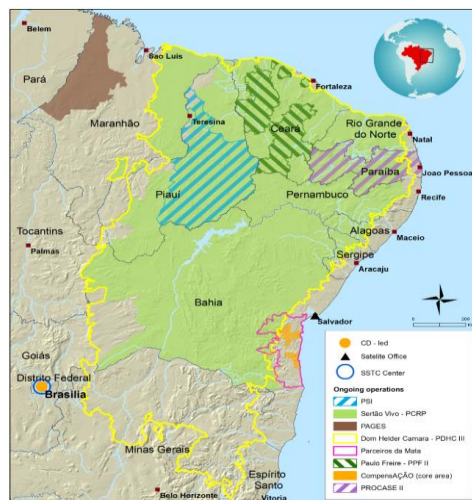 Belem
Sao Luis
Pará
Fortaleza
Maranhão
Teresina
Ceará
Rio Grande
do Norte
Natal
Paraíba
Joao Pessoa
Piauí
Pernambuco
Recife
Tocantins
Palmas
Alagoas
Maceio
Sergipe
Aracaju
Bahia
Salvador
Goiás
Distrito Federal
Brasilia
Minas Gerais
Espírito
Santo
Belo Horizonte
Vitoria
CD - led
Satelite Office
SSTC Center
Ongoing operations
PSI
Sertão Vivo - PCRP
PAGES
Dom Helder Camara - PDHC III
Parceiros da Mata
Paulo Freire - PPF II
CompensAÇÃO (core area)
PROCASE II